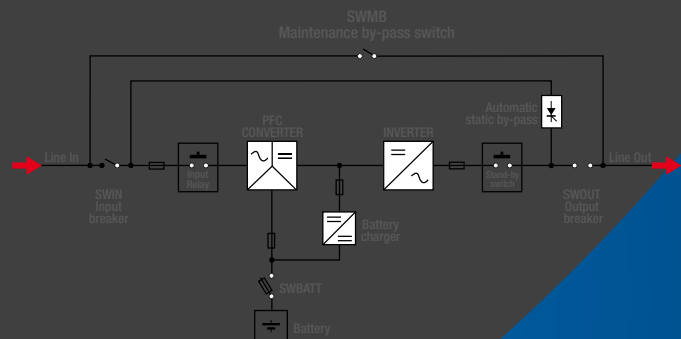 SWMB
Maintenance by-pass switch
Automatic
static by-pass
PFC
CONVERTER
INVERTER
Line In
Input
Relay
Stand-by
switch
Line Out
SWIN
Input
breaker
SWOUT
Output
breaker
Battery
charger
SWBATT
Battery